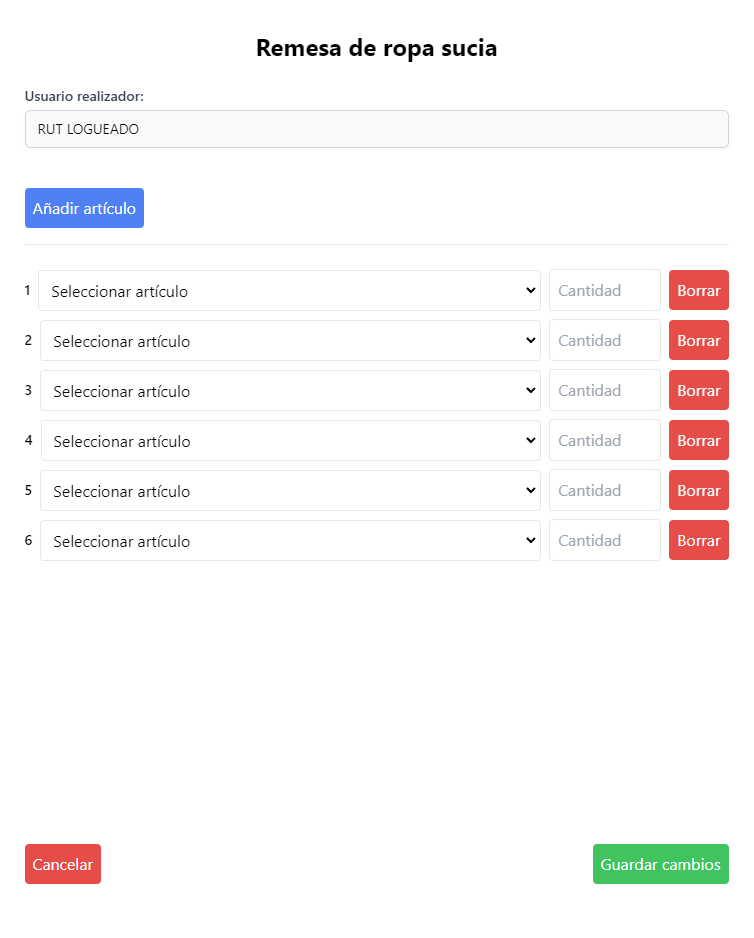 Remesa de ropa sucia
Usuario realizador:
RUT LOGUEADO
Añadir artículo
1 Seleccionar artículo Cantidad Borrar
2 Seleccionar artículo Cantidad Borrar
3 Seleccionar artículo Cantidad Borrar
4 Seleccionar artículo Cantidad Borrar
5 Seleccionar artículo Cantidad Borrar
6 Seleccionar artículo Cantidad Borrar
Cancelar Guardar cambios